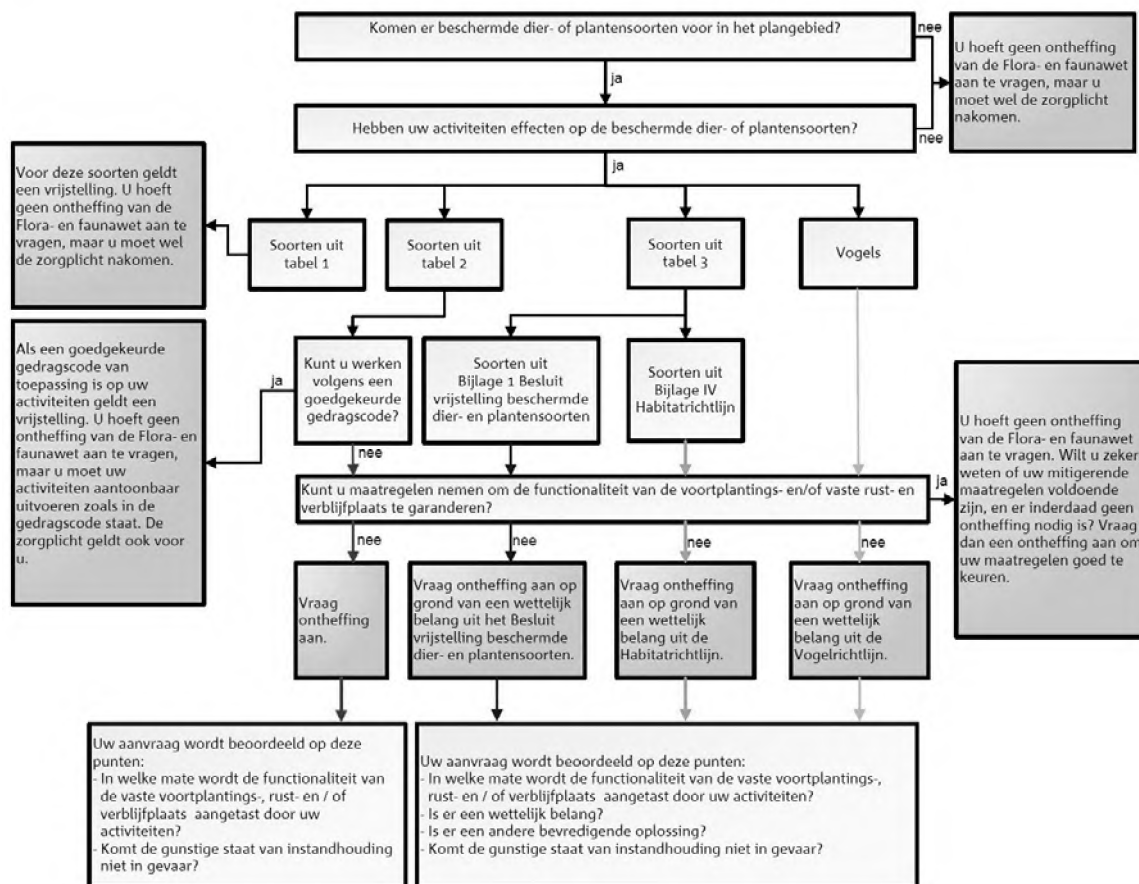 Komen er beschermde dier- of plantensoorten voor in het plangebied?
nee
U hoeft geen ontheffing
van de Flora- en faunawet
aan te vragen, maar u
moet wel de zorgplicht
nakomen.
ja
Hebben uw activiteiten effecten op de beschermde dier- of plantensoorten?
nee
ja
Voor deze soorten geldt
een vrijstelling. U hoeft
geen ontheffing van de
Flora- en faunawet aan te
vragen, maar u moet wel
de zorgplicht nakomen.
Soorten uit
tabel 1
Soorten uit
tabel 2
Soorten uit
tabel 3
Vogels
Als een goedgekeurde
gedragscode van
toepassing is op uw
activiteiten geldt een
vrijstelling. U hoeft geen
ontheffing van de Flora- en
faunawet aan te vragen,
maar u moet uw
activiteiten aantoonbaar
uitvoeren zoals in de
gedragscode staat. De
zorgplicht geldt ook voor
u.
ja
Kunt u werken
volgens een
goedgekeurde
gedragscode?
Soorten uit
Bijlage 1 Besluit
vrijstelling beschermde
dier- en plantensoorten
Soorten uit
Bijlage IV
Habitatrichtlijn
nee
Kunt u maatregelen nemen om de functionaliteit van de voortplantings- en/of vaste rust- en
verblijfplaats te garanderen?
ja
U hoeft geen ontheffing
van de Flora- en faunawet
aan te vragen. Wilt u zeker
weten of uw mitigerende
maatregelen voldoende
zijn, en er inderdaad geen
ontheffing nodig is? Vraag
dan een ontheffing aan om
uw maatregelen goed te
keuren.
nee
nee
nee
nee
Vraag
ontheffing
aan.
Vraag ontheffing aan op
grond van een wettelijk
belang uit het Besluit
vrijstelling beschermde
dier- en plantensoorten.
Vraag ontheffing
aan op grond van
een wettelijk
belang uit de
Habitatrichtlijn.
Vraag ontheffing
aan op grond van
een wettelijk
belang uit de
Vogelrichtlijn.
Uw aanvraag wordt beoordeeld op deze
punten:
- In welke mate wordt de functionaliteit van
de vaste voortplantings-, rust- en / of
verblijfplaats aangetast door uw
activiteiten?
- Komt de gunstige staat van instandhouding
niet in gevaar?
Uw aanvraag wordt beoordeeld op deze punten:
- In welke mate wordt de functionaliteit van de vaste voortplantings-,
rust- en / of verblijfplaats aangetast door uw activiteiten?
- Is er een wettelijk belang?
- Is er een andere bevredigende oplossing?
- Komt de gunstige staat van instandhouding niet in gevaar?